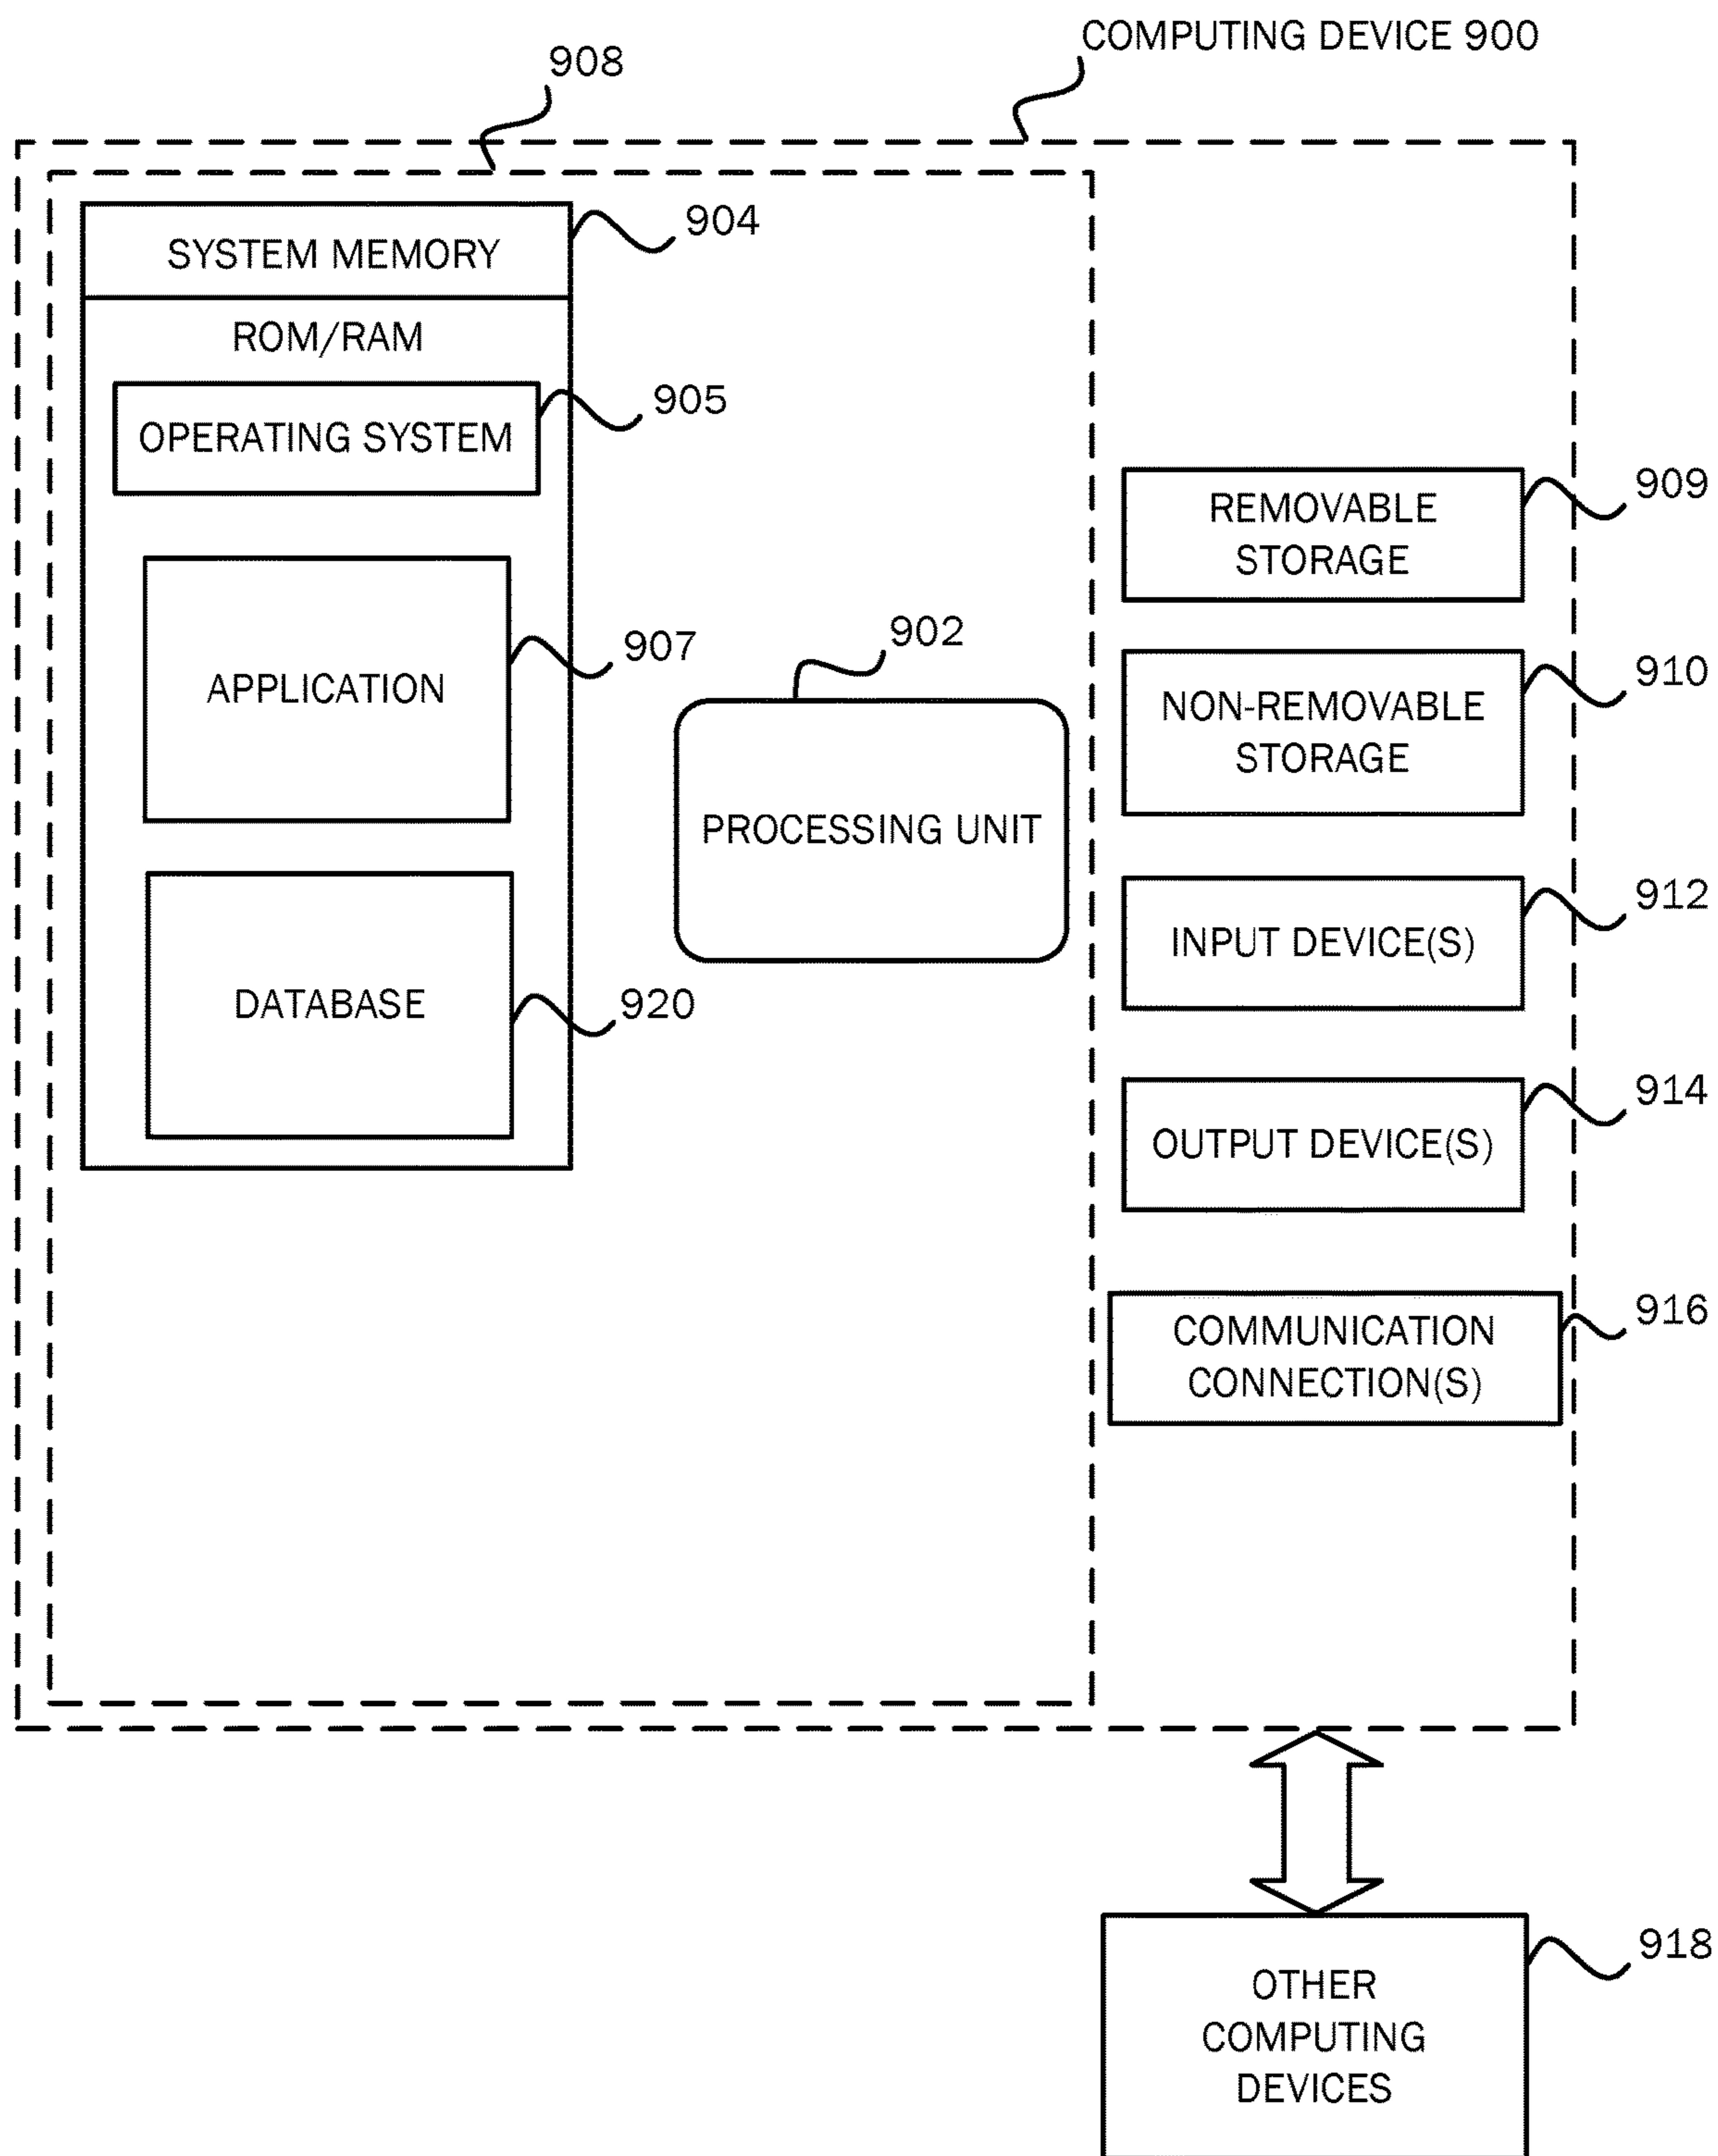 COMPUTING DEVICE 900
908
SYSTEM MEMORY
904
ROM/RAM
OPERATING SYSTEM
905
APPLICATION
907
DATABASE
920
902
PROCESSING UNIT
REMOVABLE
STORAGE
909
NON-REMOVABLE
STORAGE
910
INPUT DEVICE(S)
912
OUTPUT DEVICE(S)
914
COMMUNICATION
CONNECTION(S)
916
OTHER
COMPUTING
DEVICES
918